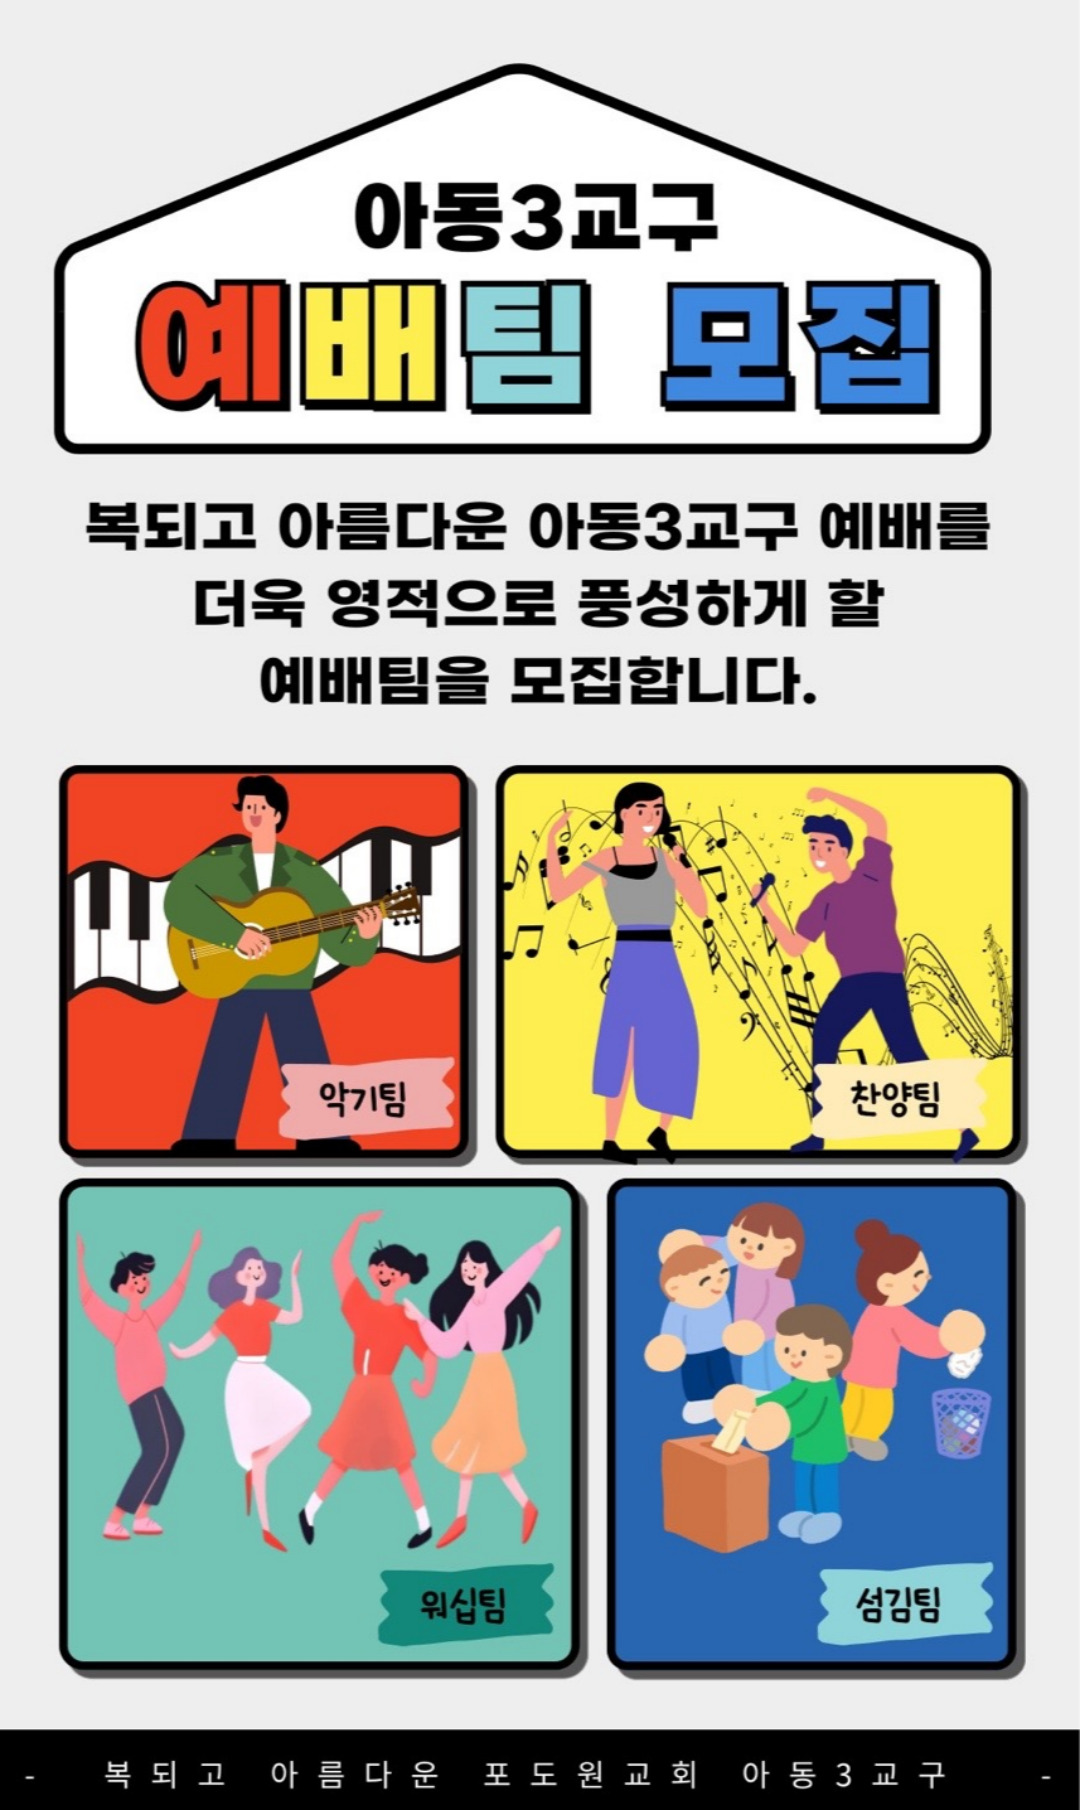 아동3교구
예배팀 모집
복되고 아름다운 아동3교구 예배를
더욱 영적으로 풍성하게 할
예배팀을 모집합니다.
악기팀
찬양팀
워십팀
섬김팀
- 복되고 아름다운 포도원교회 아동3교구 -